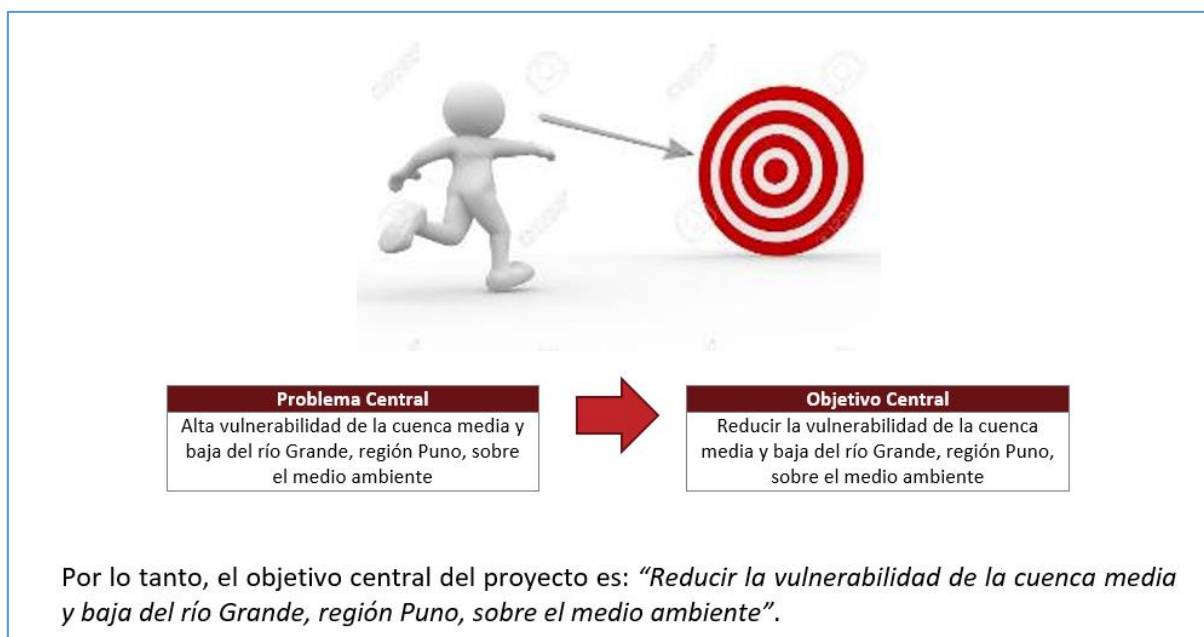 Problema Central
Alta vulnerabilidad de la cuenca media y
baja del río Grande, región Puno, sobre
el medio ambiente
Objetivo Central
Reducir la vulnerabilidad de la cuenca
media y baja del río Grande, región Puno,
sobre el medio ambiente
Por lo tanto, el objetivo central del proyecto es: “Reducir la vulnerabilidad de la cuenca media
y baja del río Grande, región Puno, sobre el medio ambiente”.